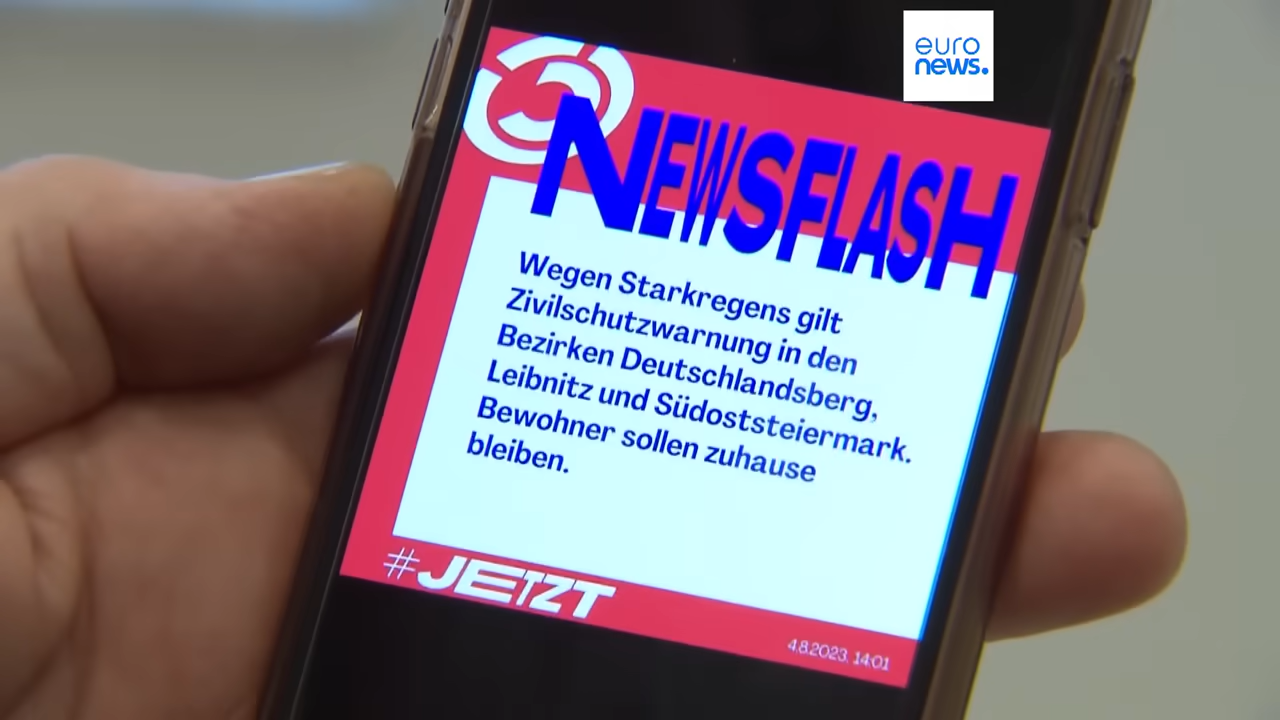 euro
news.
NEWSFLASH
Wegen Starkregens gilt
Zivilschutzwarnung in den
Bezirken Deutschlandsberg,
Leibnitz und Südoststeiermark.
Bewohner sollen zuhause
bleiben.
#JETZT
4.8.2023, 14:01